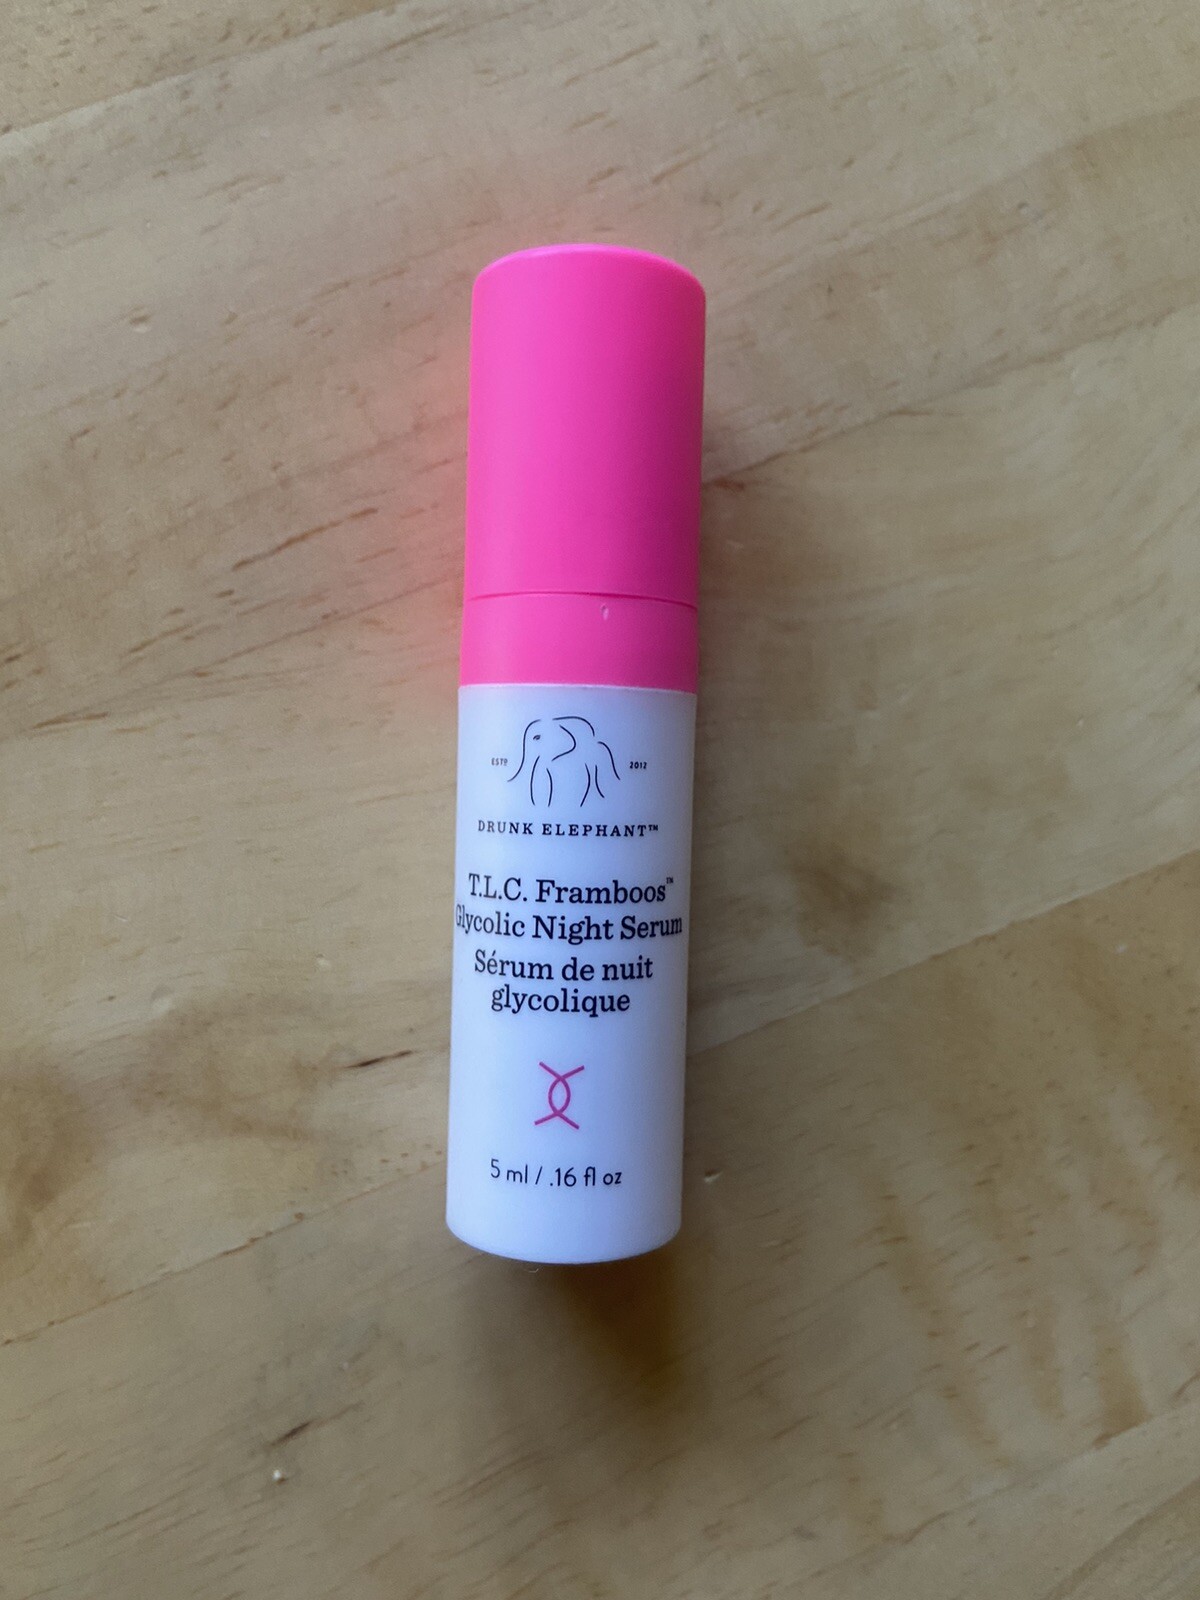 ESTD 2012
DRUNK ELEPHANT™
T.L.C. Framboos™
Glycolic Night Serum
Sérum de nuit
glycolique
5 ml / .16 fl oz